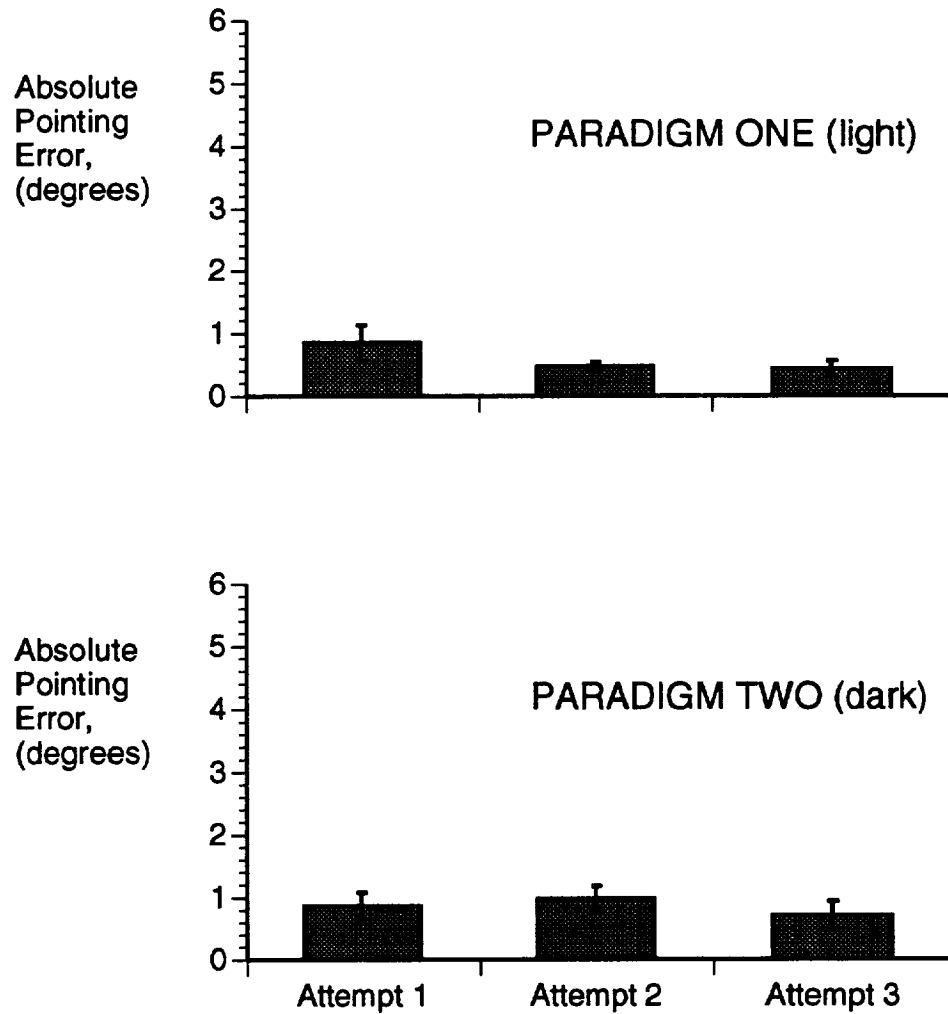 6
5
4
3
2
1
0
Absolute
Pointing
Error,
(degrees)
PARADIGM ONE (light)
6
5
4
3
2
1
0
Absolute
Pointing
Error,
(degrees)
PARADIGM TWO (dark)
Attempt 1
Attempt 2
Attempt 3